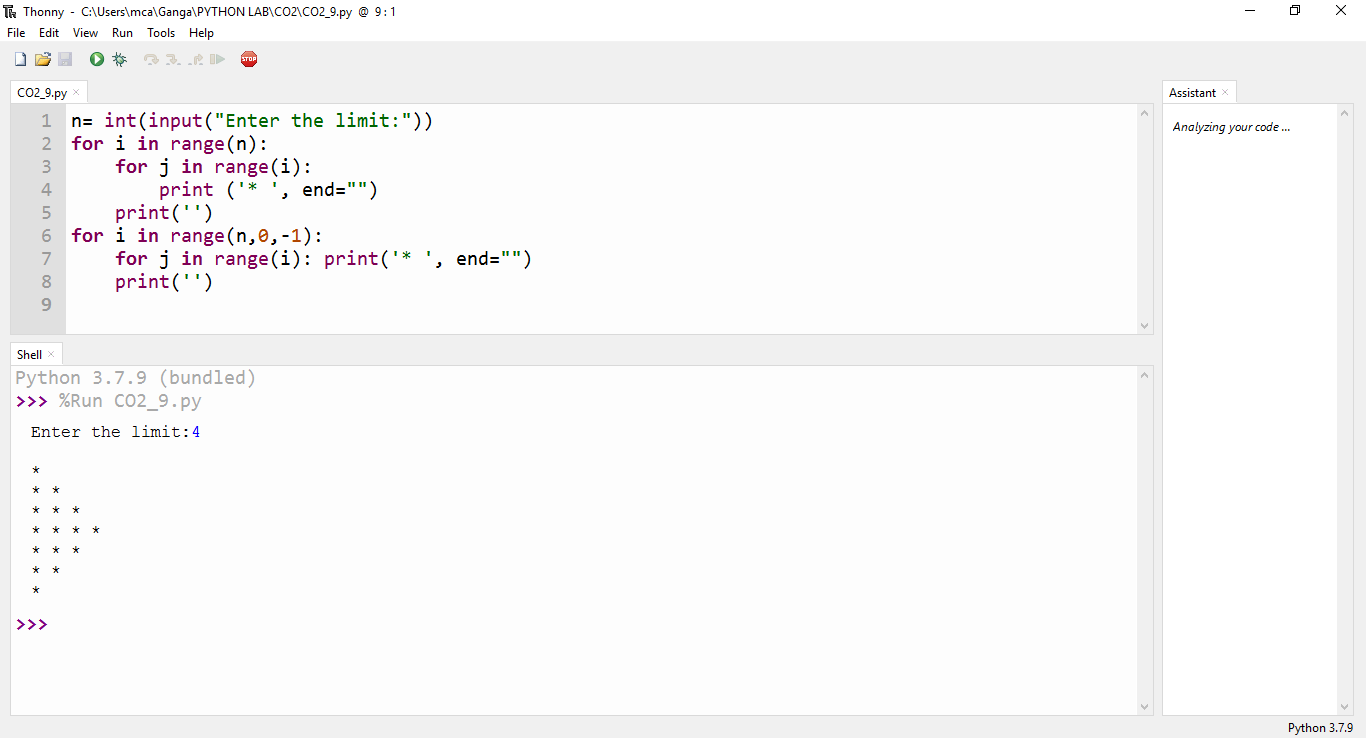 Thonny - C:\Users\mca\Ganga\PYTHON LAB\CO2\CO2_9.py @ 9:1
File Edit View Run Tools Help
STOP
CO2_9.py ×
Assistant ×
1 n= int(input("Enter the limit:"))
2 for i in range(n):
3     for j in range(i):
4         print ('* ', end="")
5     print('')
6 for i in range(n,0,-1):
7     for j in range(i): print('* ', end="")
8     print('')
9
Analyzing your code ...
Shell ×
Python 3.7.9 (bundled)
>>> %Run CO2_9.py
Enter the limit:4
*
* *
* * *
* * * *
* * *
* *
*
>>>
Python 3.7.9